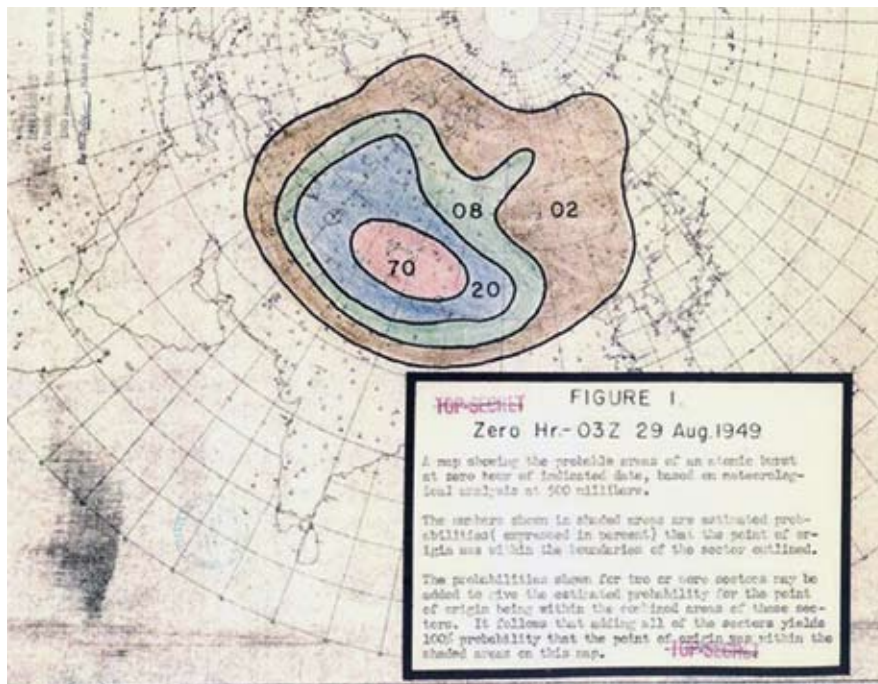 08
02
70
20
TOP SECRET
FIGURE 1.
Zero Hr.- 03Z 29 Aug. 1949
A map showing the probable areas of an atomic burst
at zero hour of indicated date, based on meteorolog-
ical analysis at 500 millibars.
The numbers shown in shaded areas are estimated prob-
abilities( expressed in percent) that the point of or-
igin was within the boundaries of the sector outlined.
The probabilities shown for two or more sectors may be
added to give the estimated probability for the point
of origin being within the combined areas of these sec-
tors. It follows that adding all of the sectors yields
100% probability that the point of origin was within the
shaded areas on this map.
TOP SECRET